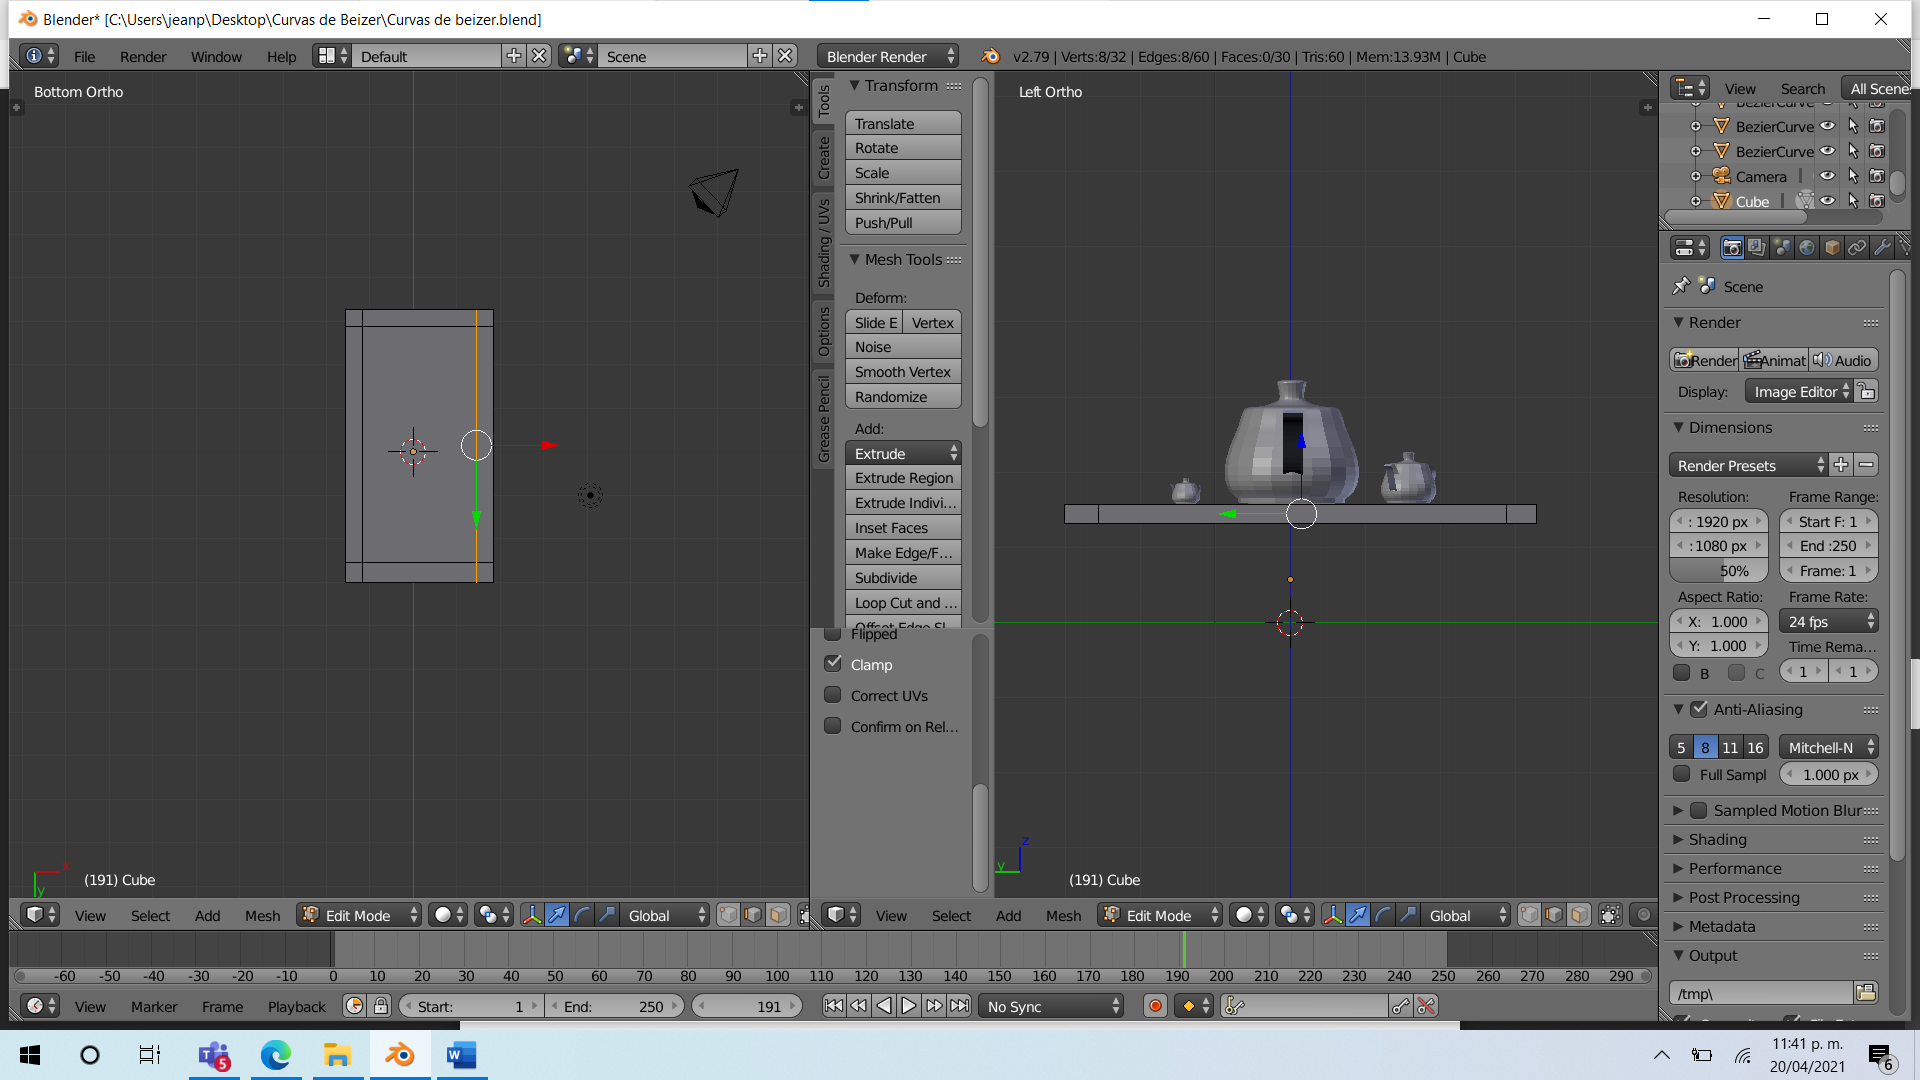 Blender* [C:\Users\jeanp\Desktop\Curvas de Beizer\Curvas de beizer.blend]
File Render Window Help Default Scene Blender Render v2.79 | Verts:8/32 | Edges:8/60 | Faces:0/30 | Tris:60 | Mem:13.93M | Cube
Bottom Ortho
(191) Cube
x
y
View Select Add Mesh Edit Mode Global
Tools
Create
Shading / UVs
Options
Grease Pencil
Transform
Translate
Rotate
Scale
Shrink/Fatten
Push/Pull
Mesh Tools
Deform:
Slide E Vertex
Noise
Smooth Vertex
Randomize
Add:
Extrude
Extrude Region
Extrude Indivi...
Inset Faces
Make Edge/F...
Subdivide
Loop Cut and ...
Offset Edge Sl
Flipped
Clamp
Correct UVs
Confirm on Rel...
Left Ortho
z
y
(191) Cube
View Select Add Mesh Edit Mode Global
View Search All Scene
BezierCurve
BezierCurve
BezierCurve
Camera
Cube
Scene
Render
Render Animat Audio
Display: Image Editor
Dimensions
Render Presets
Resolution: Frame Range:
: 1920 px Start F: 1
: 1080 px End :250
50% Frame: 1
Aspect Ratio: Frame Rate:
X: 1.000 24 fps
Y: 1.000 Time Rema...
B C 1 1
Anti-Aliasing
5 8 11 16 Mitchell-N
Full Sampl 1.000 px
Sampled Motion Blur
Shading
Performance
Post Processing
Metadata
Output
/tmp\
-60 -50 -40 -30 -20 -10 0 10 20 30 40 50 60 70 80 90 100 110 120 130 140 150 160 170 180 190 200 210 220 230 240 250 260 270 280 290
View Marker Frame Playback Start: 1 End: 250 191 No Sync
5
W
11:41 p. m.
20/04/2021
6